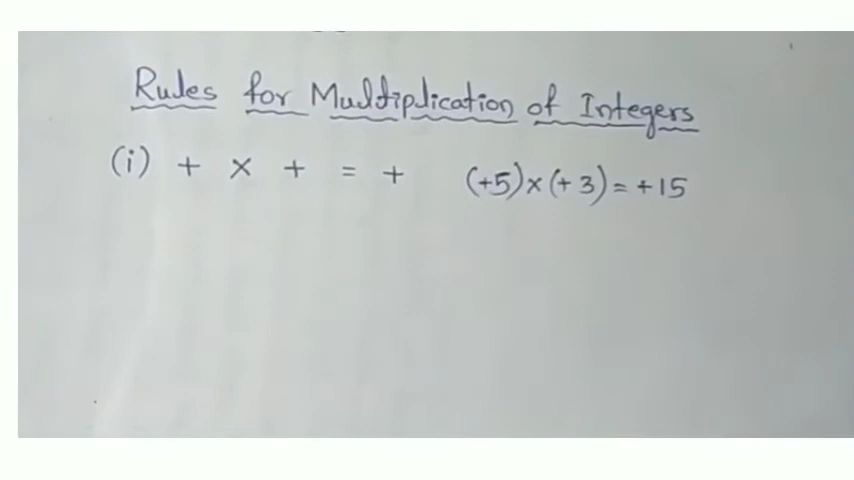 Rules for Multiplication of Integers
(i) + × + = + (+5)×(+3)= +15